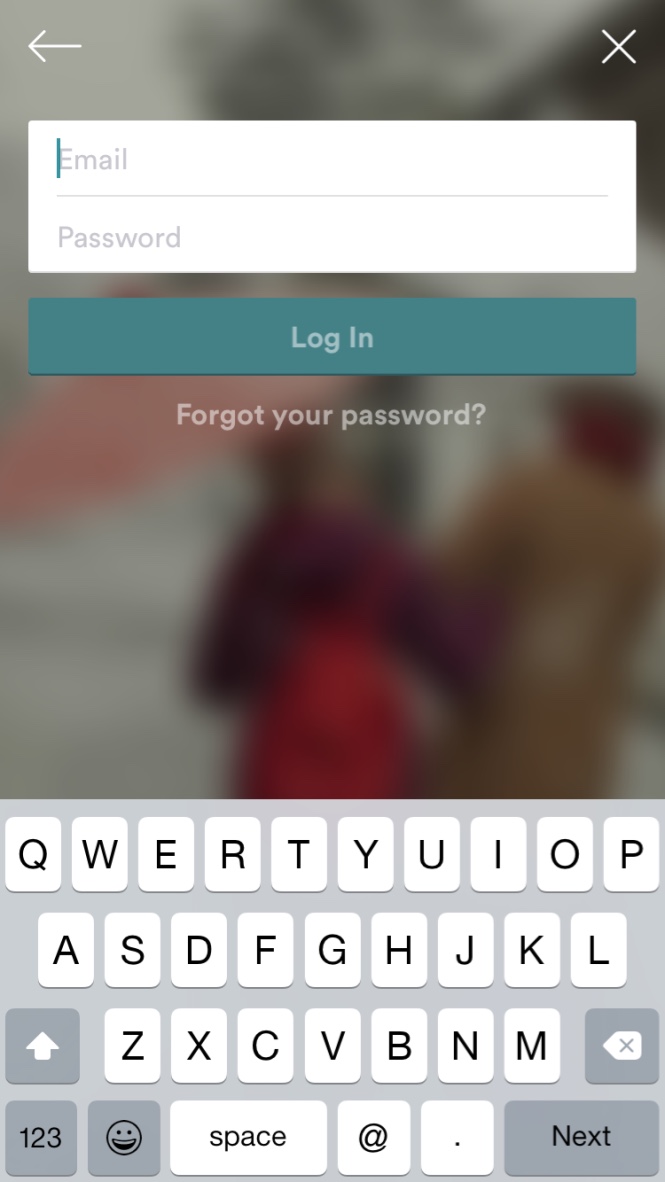 Email
Password
Log In
Forgot your password?
Q W E R T Y U I O P
A S D F G H J K L
Z X C V B N M
123 space @ . Next